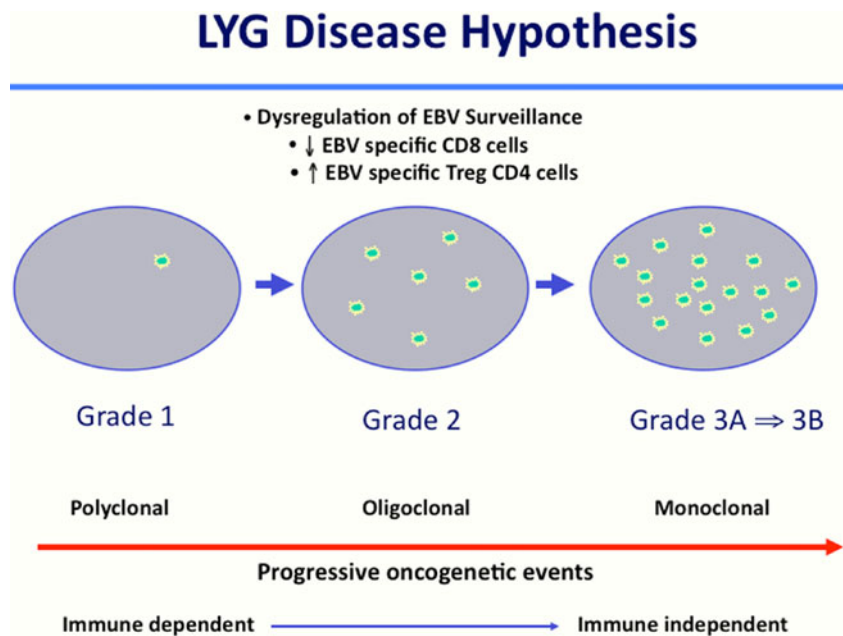 LYG Disease Hypothesis
• Dysregulation of EBV Surveillance
• ↓ EBV specific CD8 cells
• ↑ EBV specific Treg CD4 cells
Grade 1 Grade 2 Grade 3A ⇒ 3B
Polyclonal Oligoclonal Monoclonal
Progressive oncogenetic events
Immune dependent Immune independent